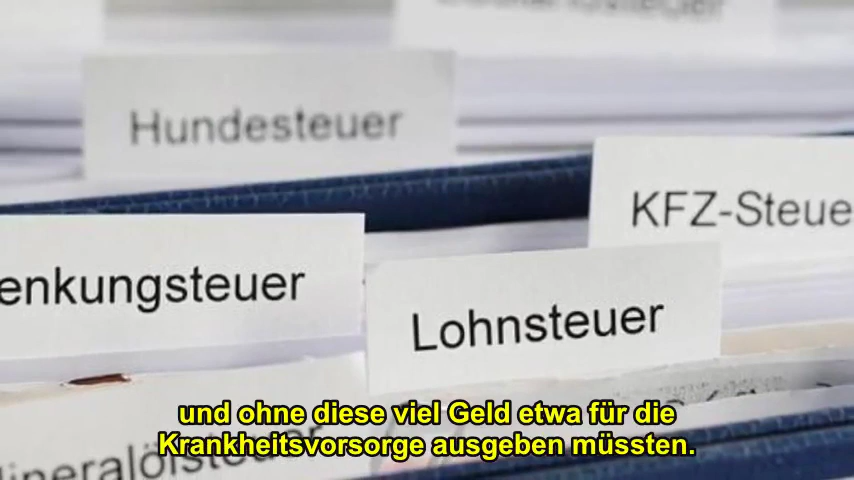 Hundesteuer
KFZ-Steue
enkungsteuer
Lohnsteuer
und ohne diese viel Geld etwa für die
Krankheitsvorsorge ausgeben müssten.